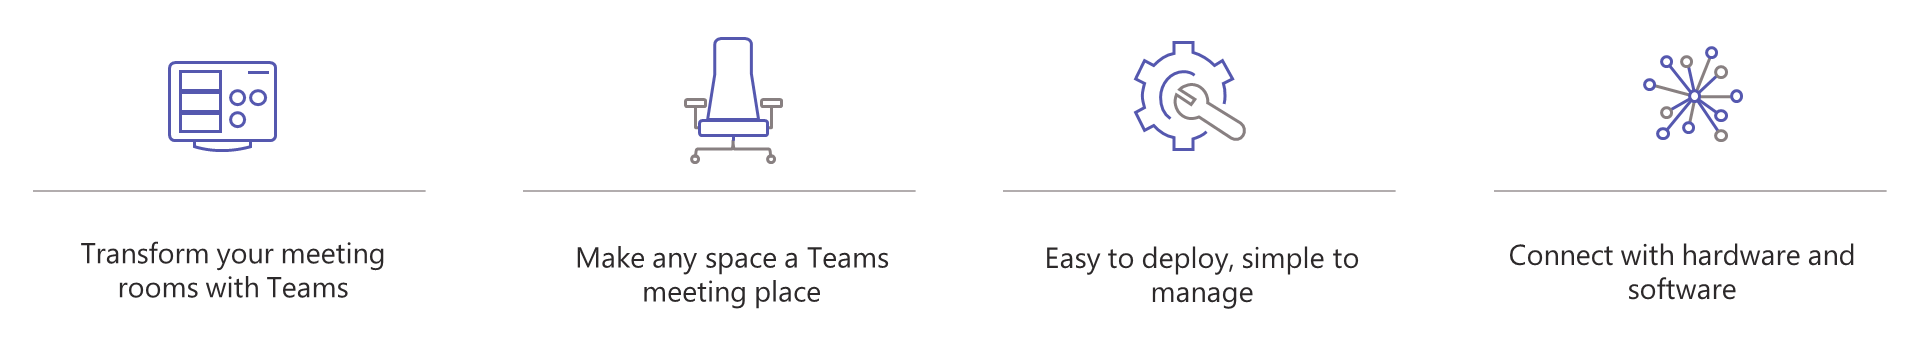 Transform your meeting
rooms with Teams
Make any space a Teams
meeting place
Easy to deploy, simple to
manage
Connect with hardware and
software